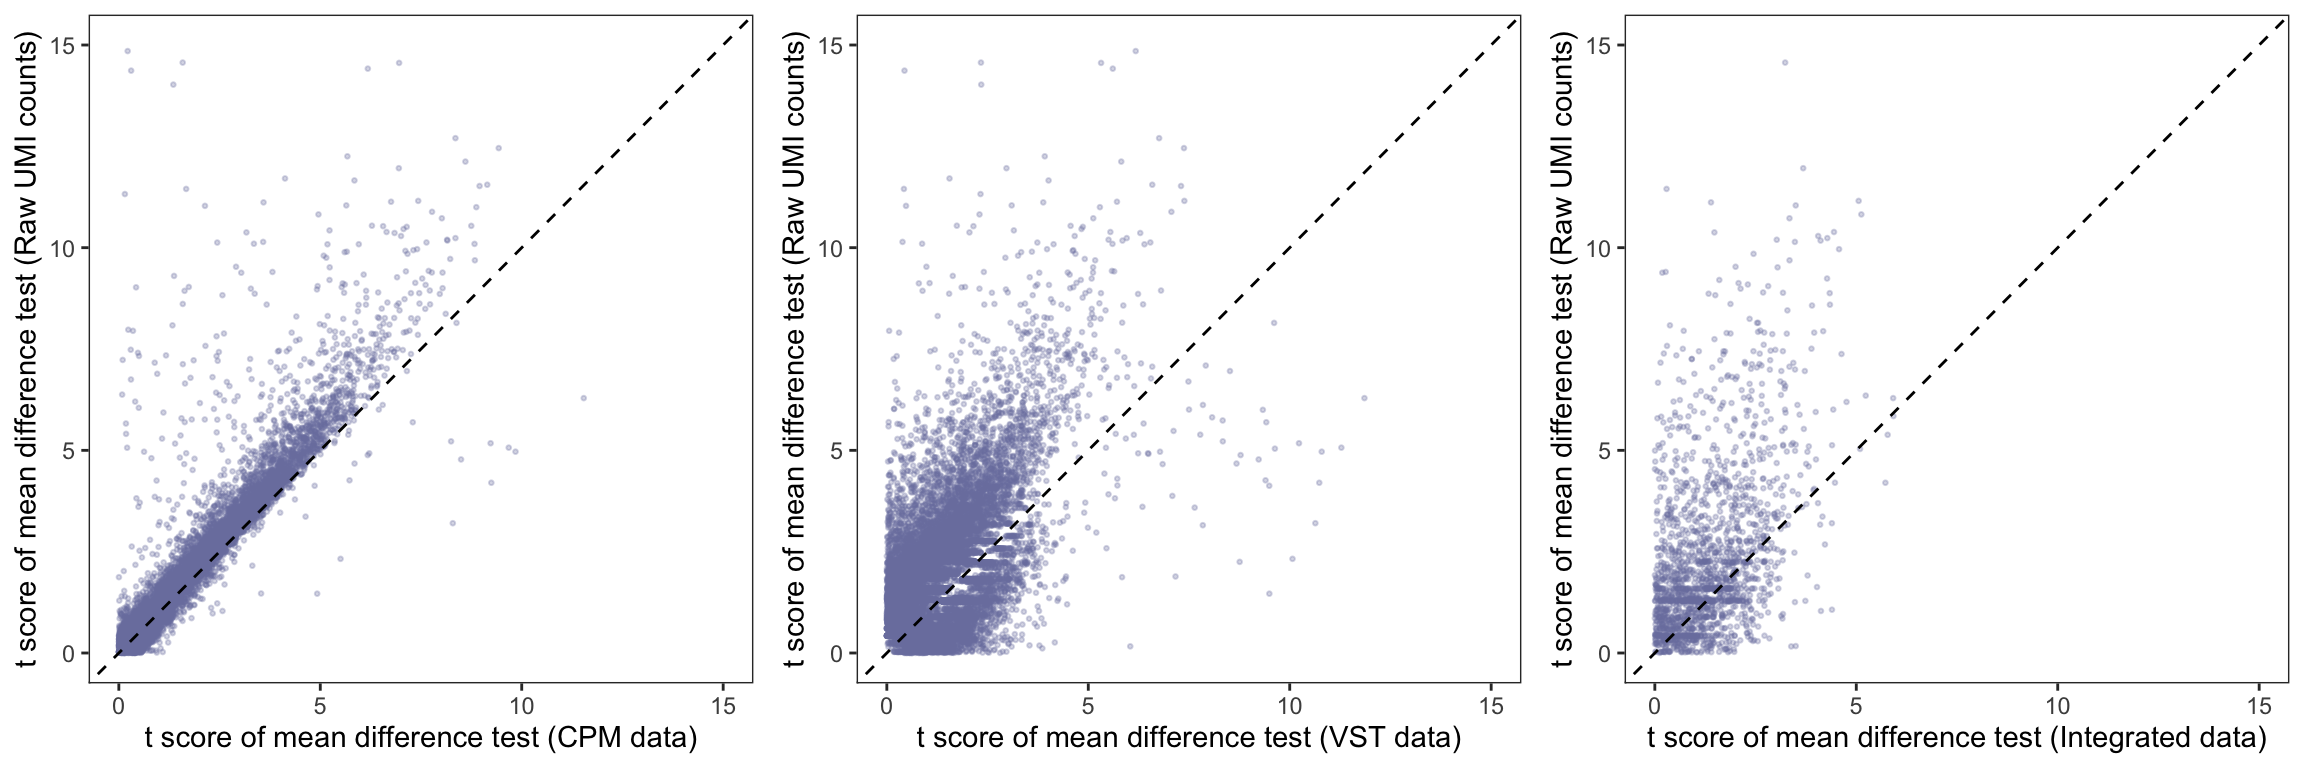 t score of mean difference test (Raw UMI counts)
15
10
5
0
0 5 10 15
t score of mean difference test (CPM data)
t score of mean difference test (Raw UMI counts)
15
10
5
0
0 5 10 15
t score of mean difference test (VST data)
t score of mean difference test (Raw UMI counts)
15
10
5
0
0 5 10 15
t score of mean difference test (Integrated data)